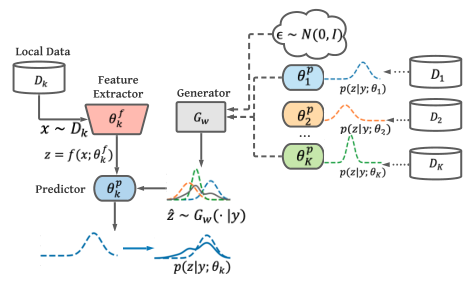 Local Data
D_k
x ~ D_k
Feature
Extractor
θ_k^f
z = f(x; θ_k^f)
Predictor
θ_k^p
Generator
G_w
ẑ ~ G_w(· |y)
p(z|y; θ_k)
ϵ ~ N(0, I)
θ_1^p
p(z|y; θ_1)
D_1
θ_2^p
p(z|y; θ_2)
D_2
...
θ_K^p
p(z|y; θ_K)
D_K